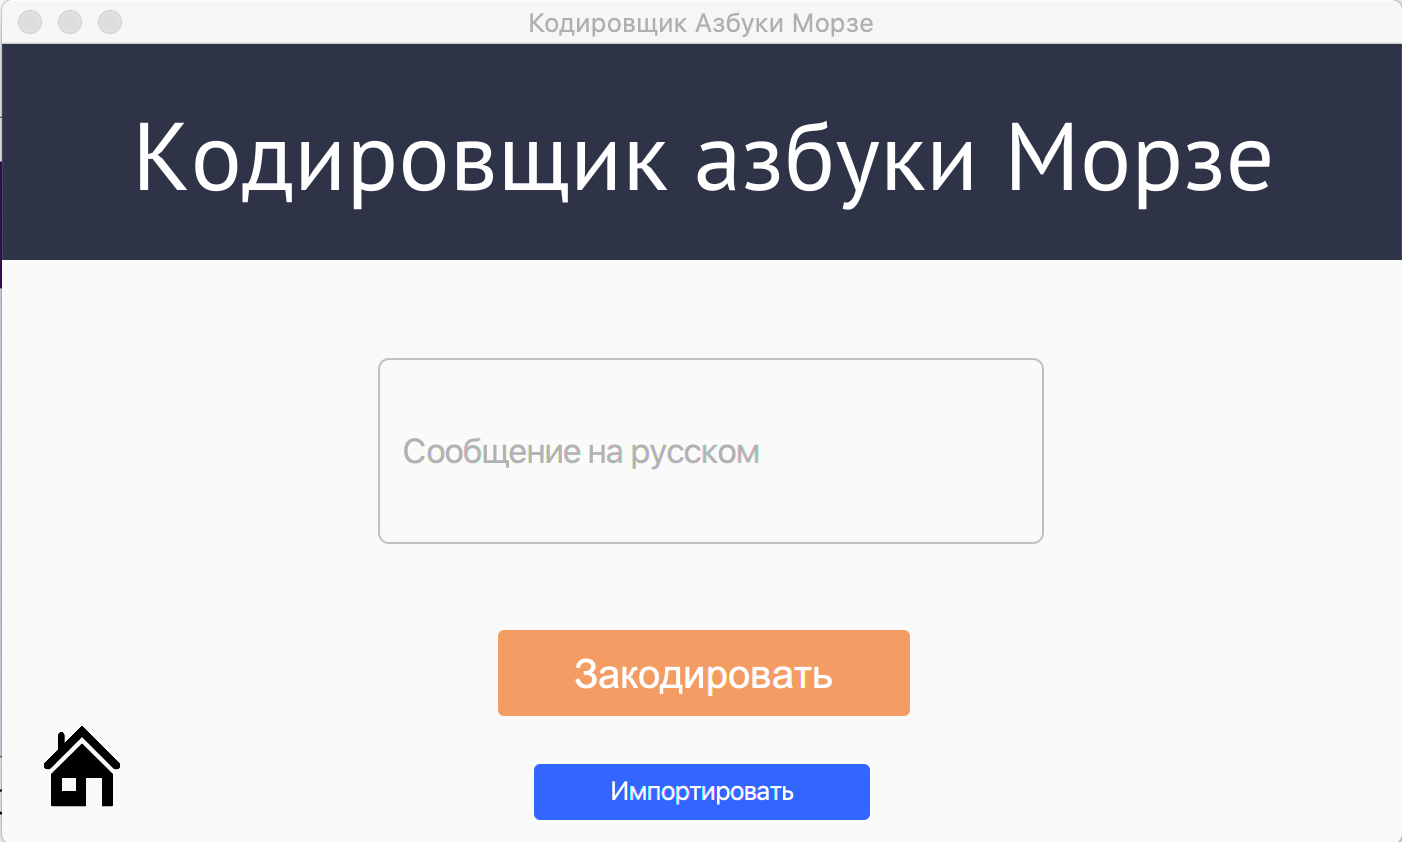 Кодировщик Азбуки Морзе
Кодировщик азбуки Морзе
Сообщение на русском
Закодировать
Импортировать